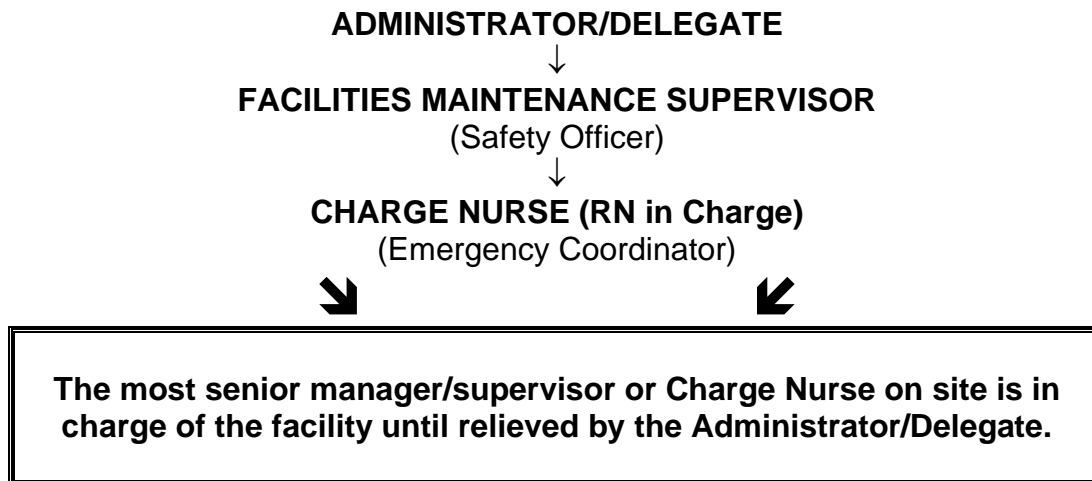 ADMINISTRATOR/DELEGATE
↓
FACILITIES MAINTENANCE SUPERVISOR
(Safety Officer)
↓
CHARGE NURSE (RN in Charge)
(Emergency Coordinator)
The most senior manager/supervisor or Charge Nurse on site is in
charge of the facility until relieved by the Administrator/Delegate.